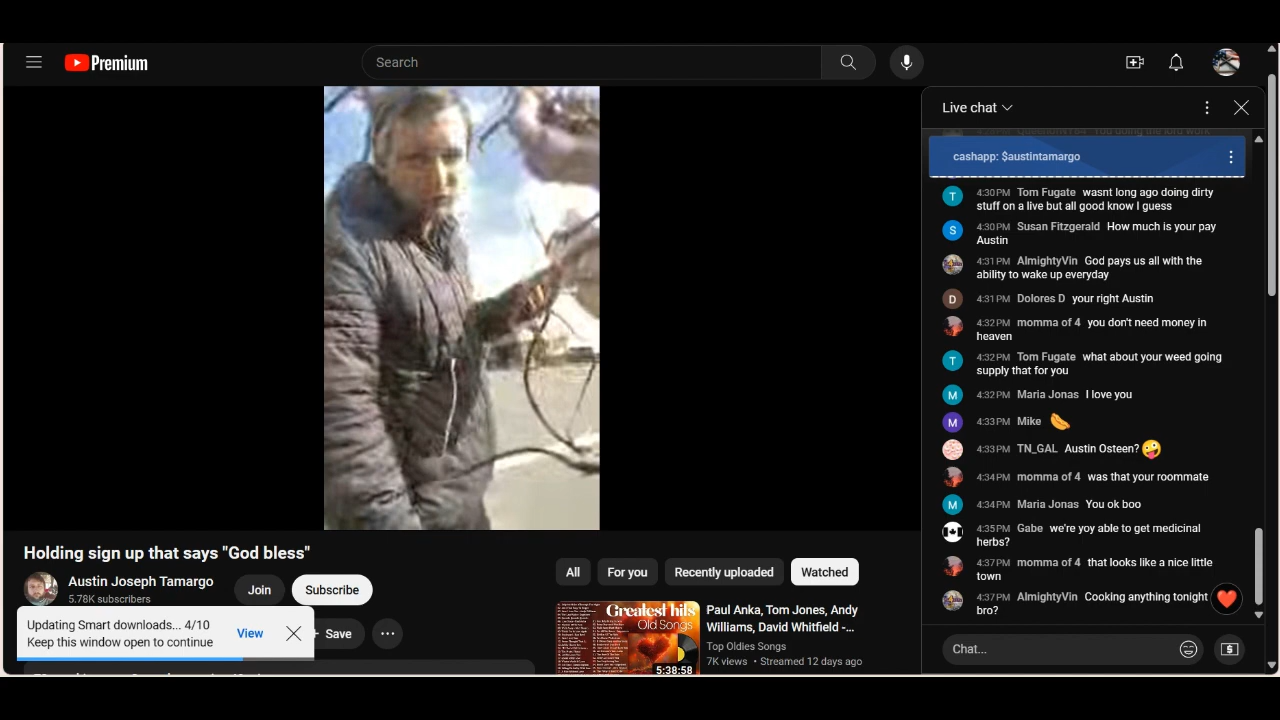 Premium
Search
Live chat
cashapp: $austintamargo
4:30 PM Tom Fugate wasnt long ago doing dirty
stuff on a live but all good know I guess
4:30 PM Susan Fitzgerald How much is your pay
Austin
4:31 PM AlmightyVin God pays us all with the
ability to wake up everyday
D 4:31 PM Dolores D your right Austin
4:32 PM momma of 4 you don't need money in
heaven
T 4:32 PM Tom Fugate what about your weed going
supply that for you
M 4:32 PM Maria Jonas I love you
M 4:33 PM Mike
4:33 PM TN_GAL Austin Osteen?
4:34 PM momma of 4 was that your roommate
M 4:34 PM Maria Jonas You ok boo
4:35 PM Gabe we're yoy able to get medicinal
herbs?
4:37 PM momma of 4 that looks like a nice little
town
4:37 PM AlmightyVin Cooking anything tonight
bro?
Chat...
Holding sign up that says "God bless"
Austin Joseph Tamargo
5.78K subscribers
Join
Subscribe
Updating Smart downloads... 4/10
Keep this window open to continue
View
Save
All
For you
Recently uploaded
Watched
Greatest hits
Old Songs
5:38:58
Paul Anka, Tom Jones, Andy
Williams, David Whitfield -...
Top Oldies Songs
7K views • Streamed 12 days ago